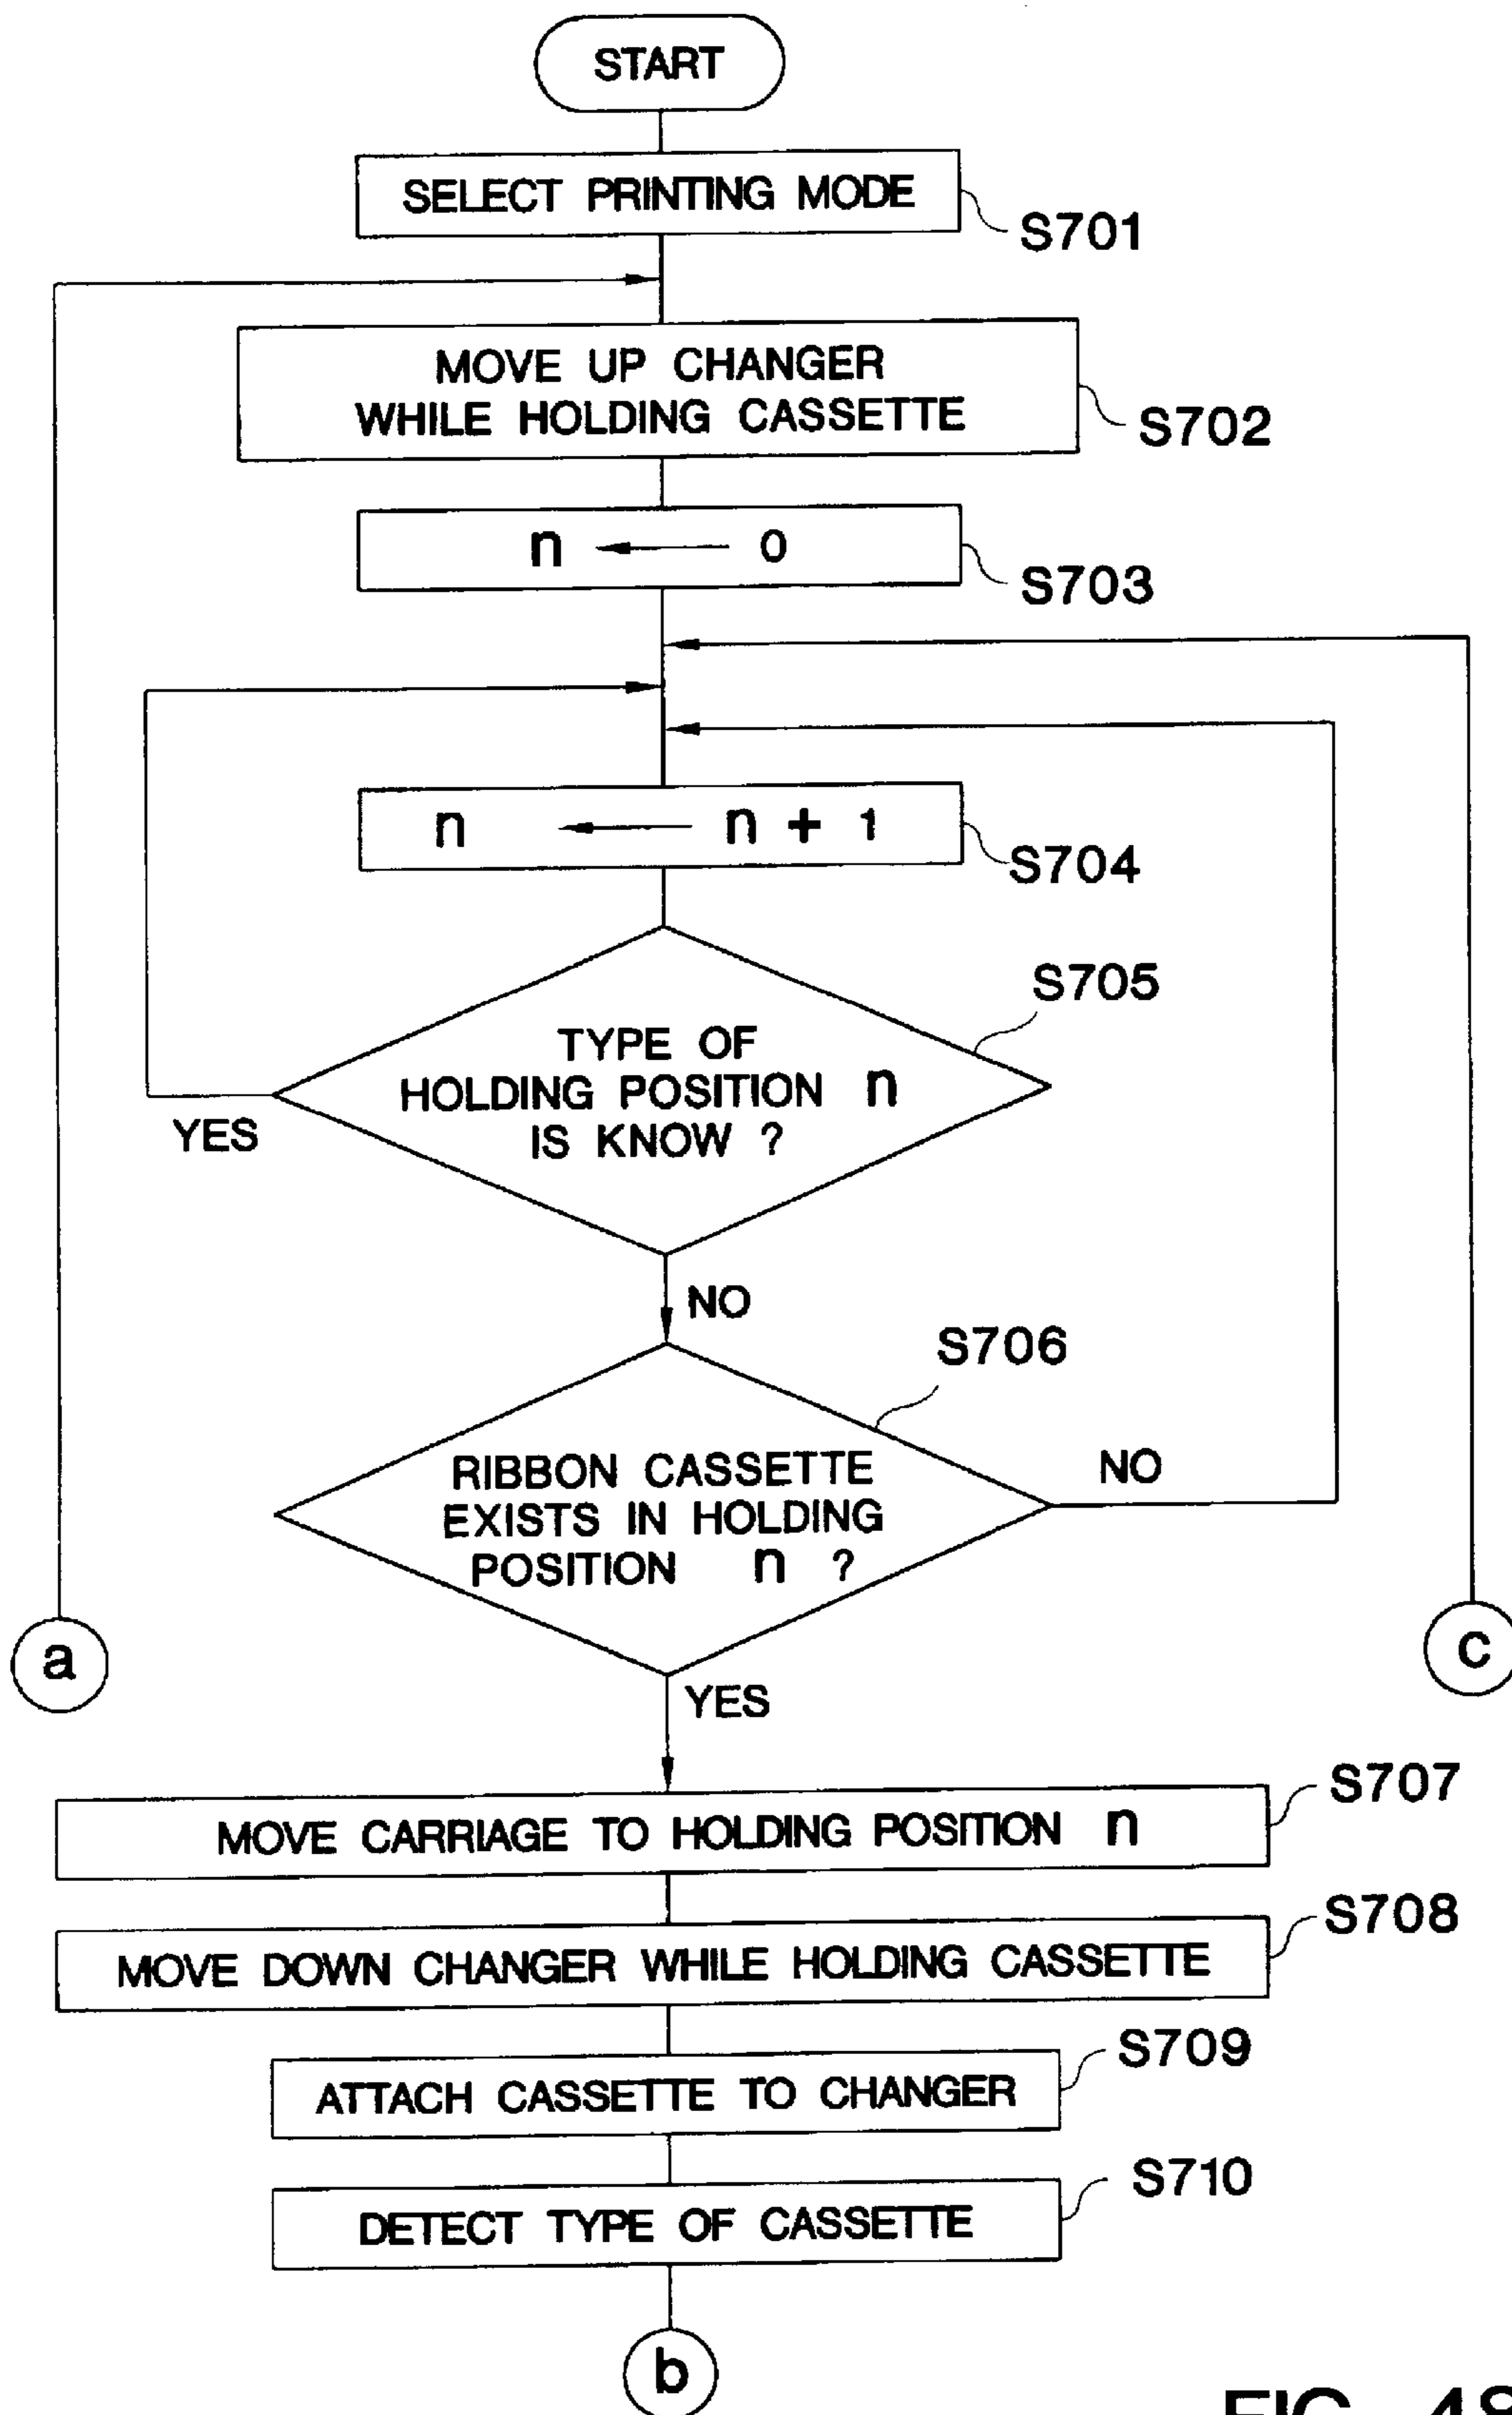 START
SELECT PRINTING MODE
S701
MOVE UP CHANGER
WHILE HOLDING CASSETTE
S702
n ← 0
S703
n ← n + 1
S704
S705
TYPE OF
HOLDING POSITION n
IS KNOW ?
YES
NO
S706
RIBBON CASSETTE
EXISTS IN HOLDING
POSITION n ?
NO
a
c
YES
S707
MOVE CARRIAGE TO HOLDING POSITION n
S708
MOVE DOWN CHANGER WHILE HOLDING CASSETTE
S709
ATTACH CASSETTE TO CHANGER
S710
DETECT TYPE OF CASSETTE
b
FIG. 48